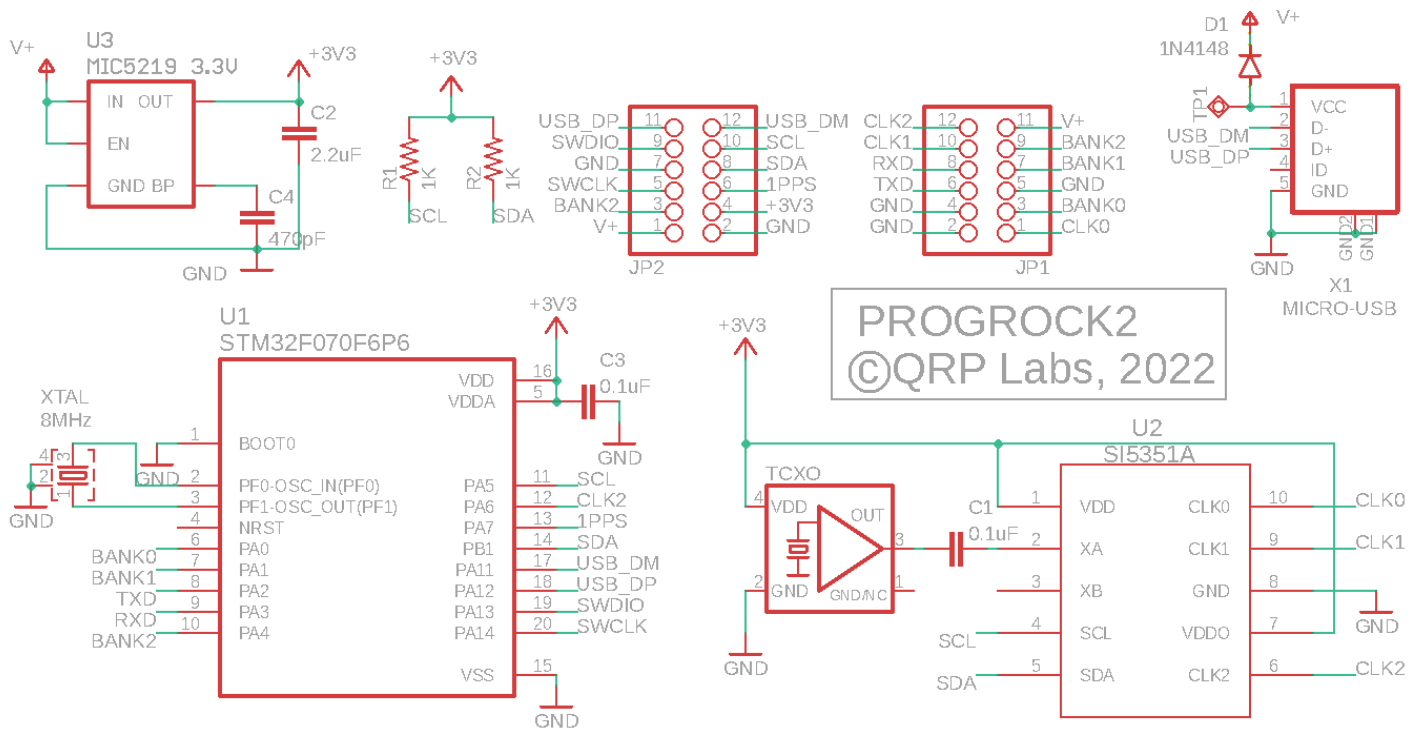 U3
MIC5219 3.3V
V+
+3V3
IN OUT
EN
GND BP
C2
2.2uF
C4
470pF
GND
+3V3
R1
1K
R2
1K
SCL
SDA
USB_DP 11 12 USB_DM
SWDIO 9 10 SCL
GND 7 8 SDA
SWCLK 5 6 1PPS
BANK2 3 4 +3V3
V+ 1 2 GND
JP2
CLK2 12 11 V+
CLK1 10 9 BANK2
RXD 8 7 BANK1
TXD 6 5 GND
GND 4 3 BANK0
GND 2 1 CLK0
JP1
D1
1N4148
V+
TP1
USB_DM
USB_DP
1 VCC
2 D-
3 D+
4 ID
5 GND
GND2
GND1
GND
X1
MICRO-USB
PROGROCK2
©QRP Labs, 2022
U1
STM32F070F6P6
+3V3
C3
0.1uF
GND
XTAL
8MHz
4 3
2 1
GND
GND
1 BOOT0
2 PF0-OSC_IN(PF0)
3 PF1-OSC_OUT(PF1)
4 NRST
BANK0 6 PA0
BANK1 7 PA1
TXD 8 PA2
RXD 9 PA3
BANK2 10 PA4
VDD 16
VDDA 5
PA5 11 SCL
PA6 12 CLK2
PA7 13 1PPS
PB1 14 SDA
PA11 17 USB_DM
PA12 18 USB_DP
PA13 19 SWDIO
PA14 20 SWCLK
VSS 15
GND
+3V3
TCXO
4 VDD
OUT 3
2 GND
GND/NC 1
GND
C1
0.1uF
U2
SI5351A
1 VDD
2 XA
3 XB
SCL 4 SCL
SDA 5 SDA
CLK0 10 CLK0
CLK1 9 CLK1
GND 8
GND
VDDO 7
CLK2 6 CLK2